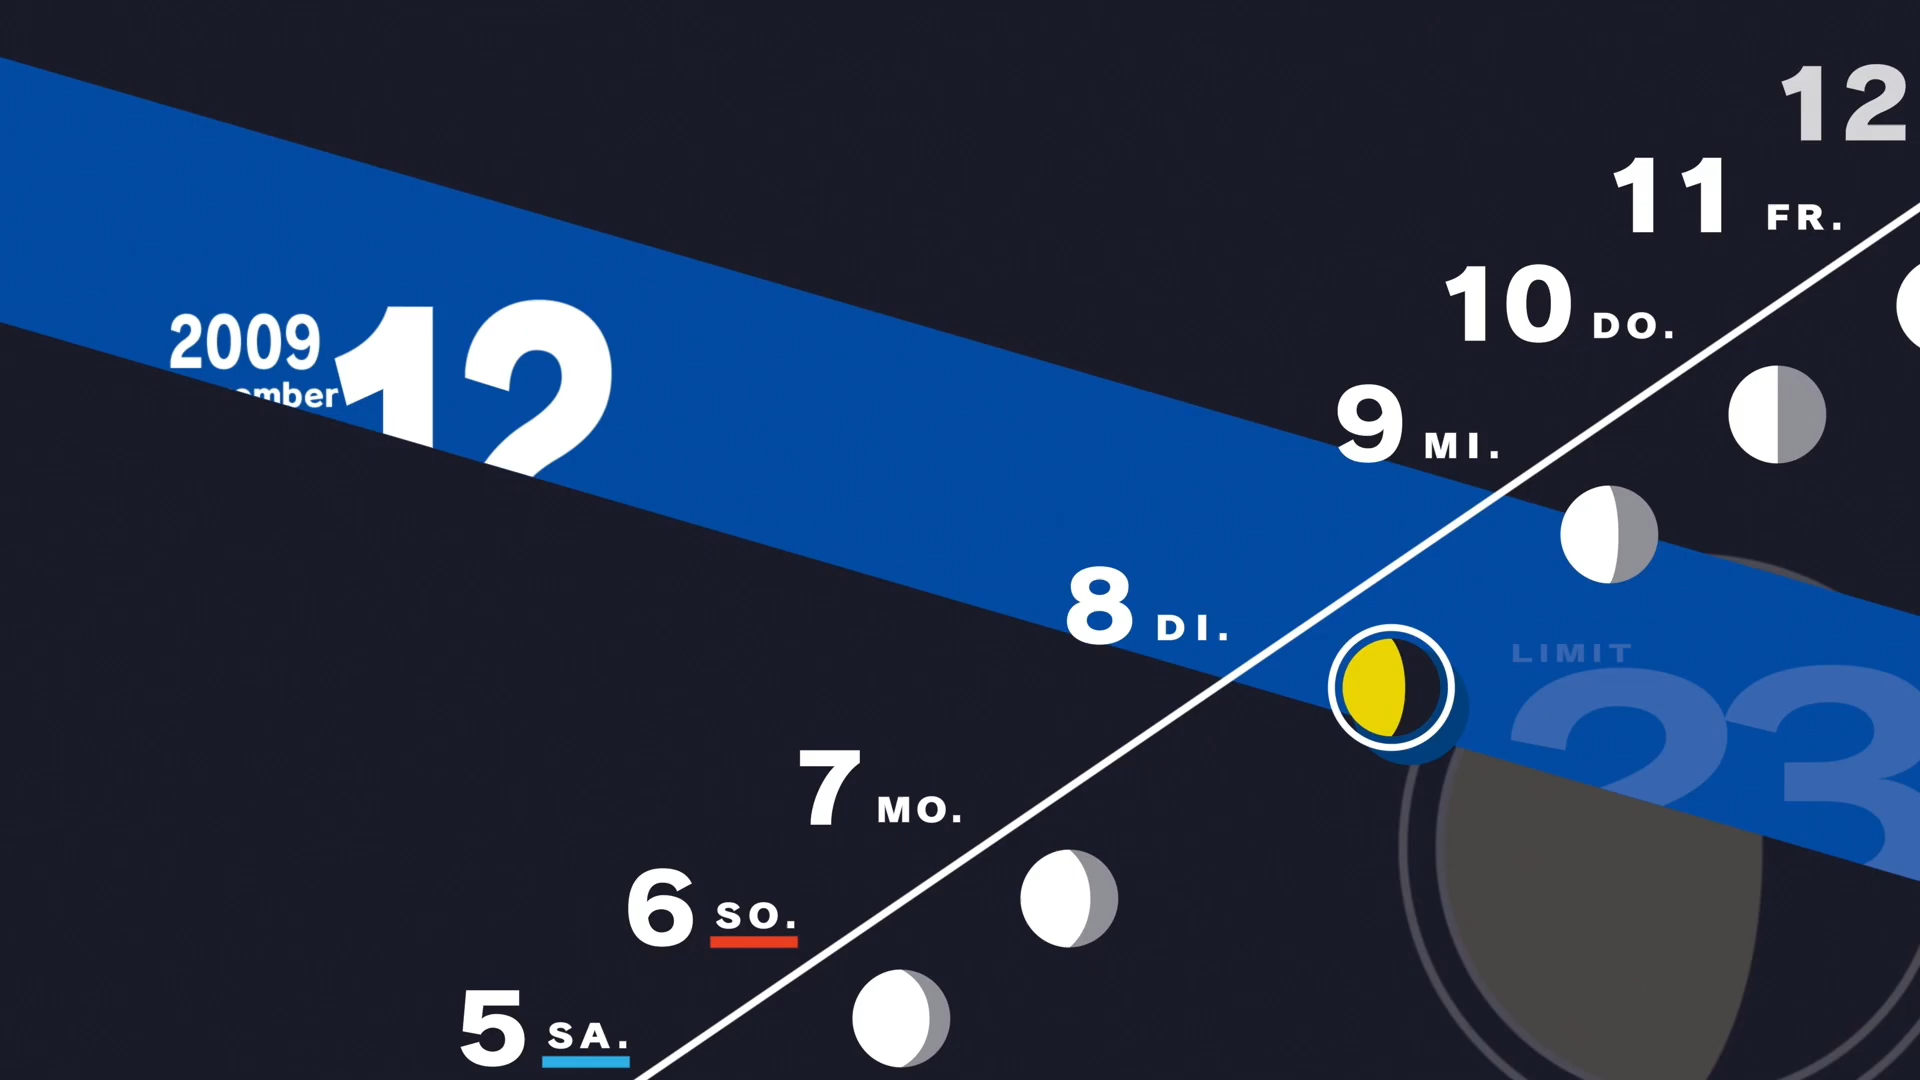 2009
ember
12
12
11 FR.
10 DO.
9 MI.
8 DI.
7 MO.
6 SO.
5 SA.
LIMIT
23